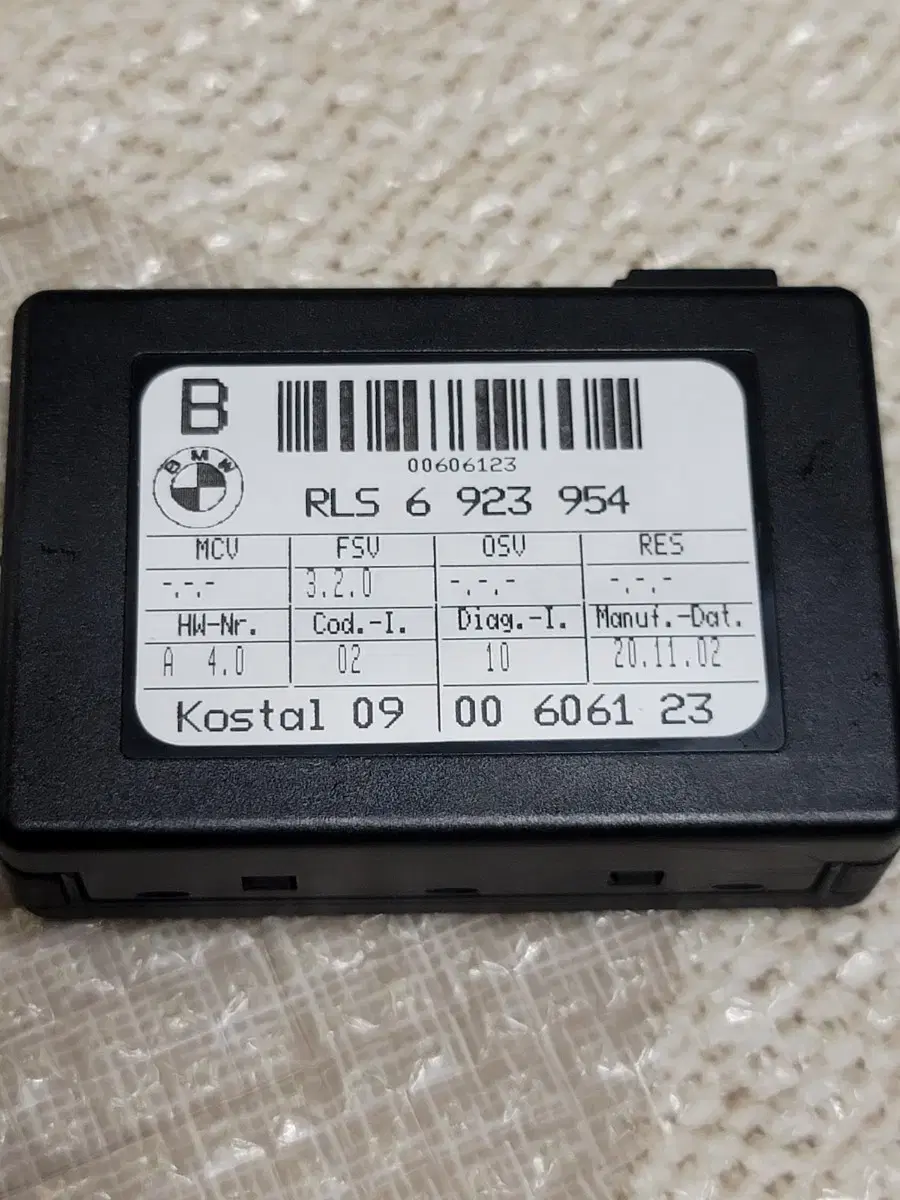 B
BMW
00606123
RLS 6 923 954
MCV FSV OSV RES
-.-.- 3.2.0 -.-.- -.-.-
HW-Nr. Cod.-I. Diag.-I. Manuf.-Dat.
A 4.0 02 10 20.11.02
Kostal 09 00 6061 23